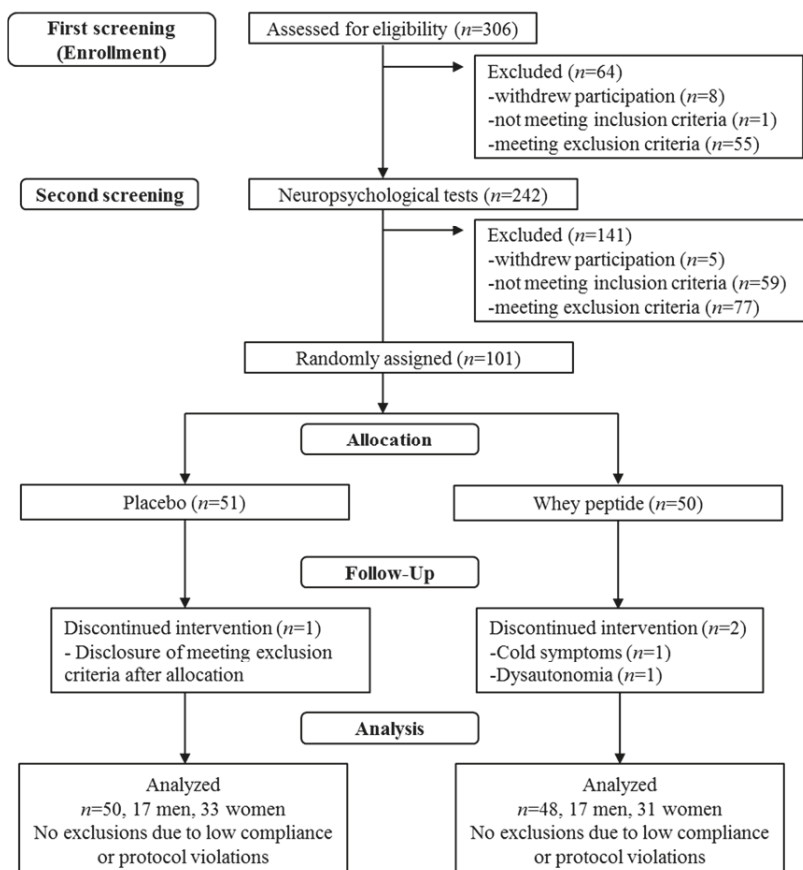 First screening
(Enrollment)
Assessed for eligibility (n=306)
Excluded (n=64)
-withdrew participation (n=8)
-not meeting inclusion criteria (n=1)
-meeting exclusion criteria (n=55)
Second screening
Neuropsychological tests (n=242)
Excluded (n=141)
-withdrew participation (n=5)
-not meeting inclusion criteria (n=59)
-meeting exclusion criteria (n=77)
Randomly assigned (n=101)
Allocation
Placebo (n=51)
Whey peptide (n=50)
Follow-Up
Discontinued intervention (n=1)
- Disclosure of meeting exclusion
criteria after allocation
Discontinued intervention (n=2)
-Cold symptoms (n=1)
-Dysautonomia (n=1)
Analysis
Analyzed
n=50, 17 men, 33 women
No exclusions due to low compliance
or protocol violations
Analyzed
n=48, 17 men, 31 women
No exclusions due to low compliance
or protocol violations